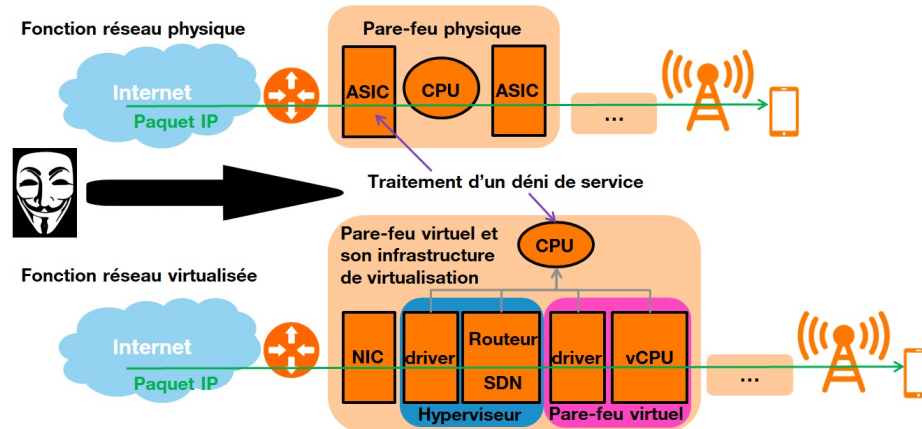 Fonction réseau physique
Pare-feu physique
Internet
ASIC
CPU
ASIC
Paquet IP
...
Traitement d'un déni de service
Pare-feu virtuel et
son infrastructure
de virtualisation
CPU
Fonction réseau virtualisée
Internet
NIC
driver
Routeur
SDN
driver
vCPU
Paquet IP
...
Hyperviseur
Pare-feu virtuel